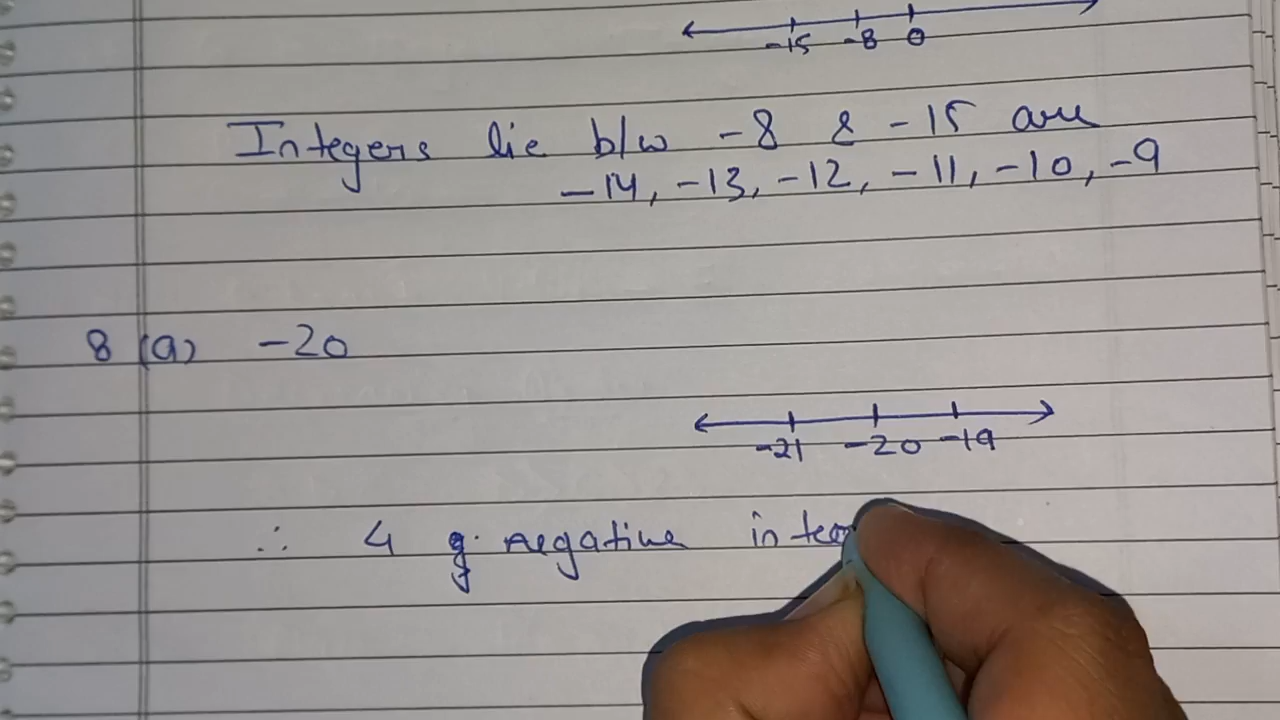 -15 -8 0
Integers lie b/w -8 & -15 are
-14, -13, -12, -11, -10, -9
8 (a) -20
-21 -20 -19
∴ 4 g. negative